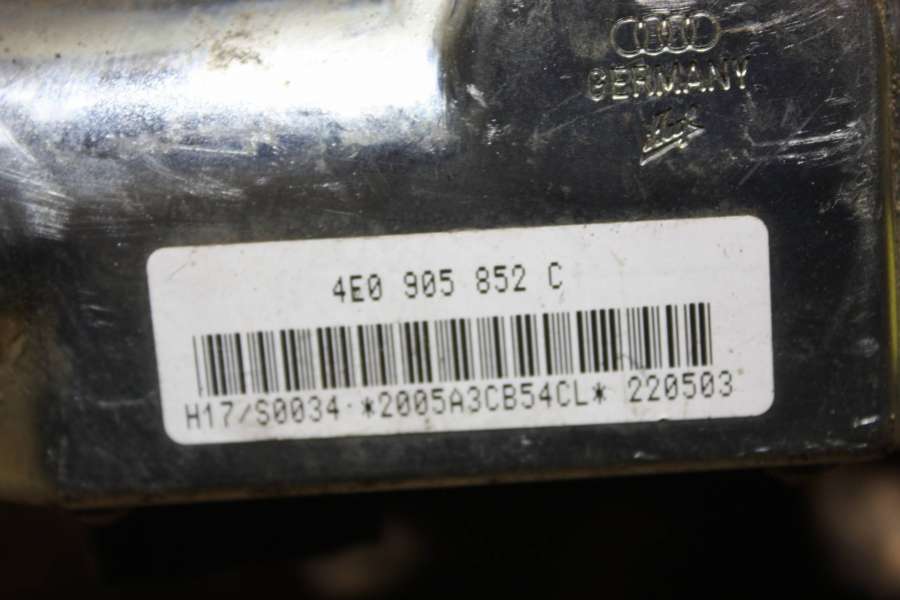 GERMANY
4E0 905 852 C
H17/S0034 *2005A3CB54CL* 220503